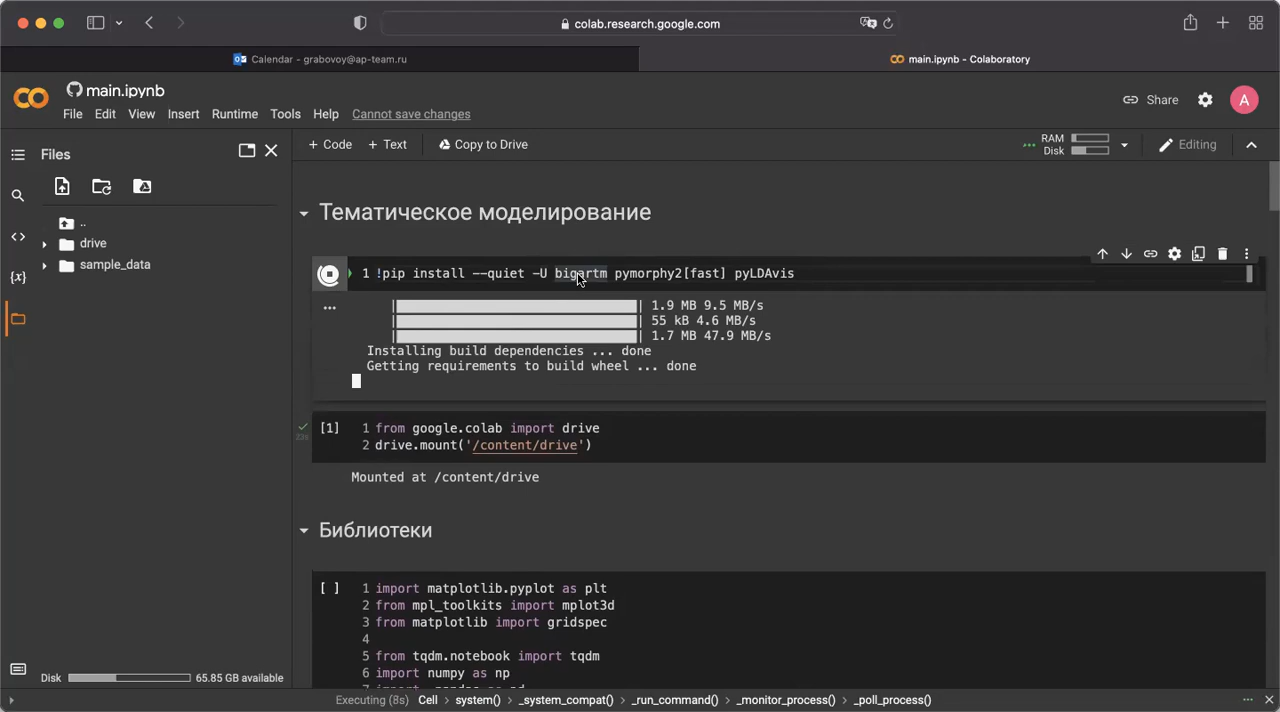 colab.research.google.com
Calendar - grabovoy@ap-team.ru
main.ipynb - Colaboratory
main.ipynb
File Edit View Insert Runtime Tools Help Cannot save changes
Share
A
Files
+ Code + Text Copy to Drive
RAM
Disk
Editing
..
drive
sample_data
{x}
Тематическое моделирование
1 !pip install --quiet -U bigartm pymorphy2[fast] pyLDAvis
1.9 MB 9.5 MB/s
55 kB 4.6 MB/s
1.7 MB 47.9 MB/s
Installing build dependencies ... done
Getting requirements to build wheel ... done
[1] 1 from google.colab import drive
23s
2 drive.mount('/content/drive')
Mounted at /content/drive
Библиотеки
[ ] 1 import matplotlib.pyplot as plt
2 from mpl_toolkits import mplot3d
3 from matplotlib import gridspec
4
5 from tqdm.notebook import tqdm
6 import numpy as np
Disk 65.85 GB available
Executing (8s) Cell > system() > _system_compat() > _run_command() > _monitor_process() > _poll_process()